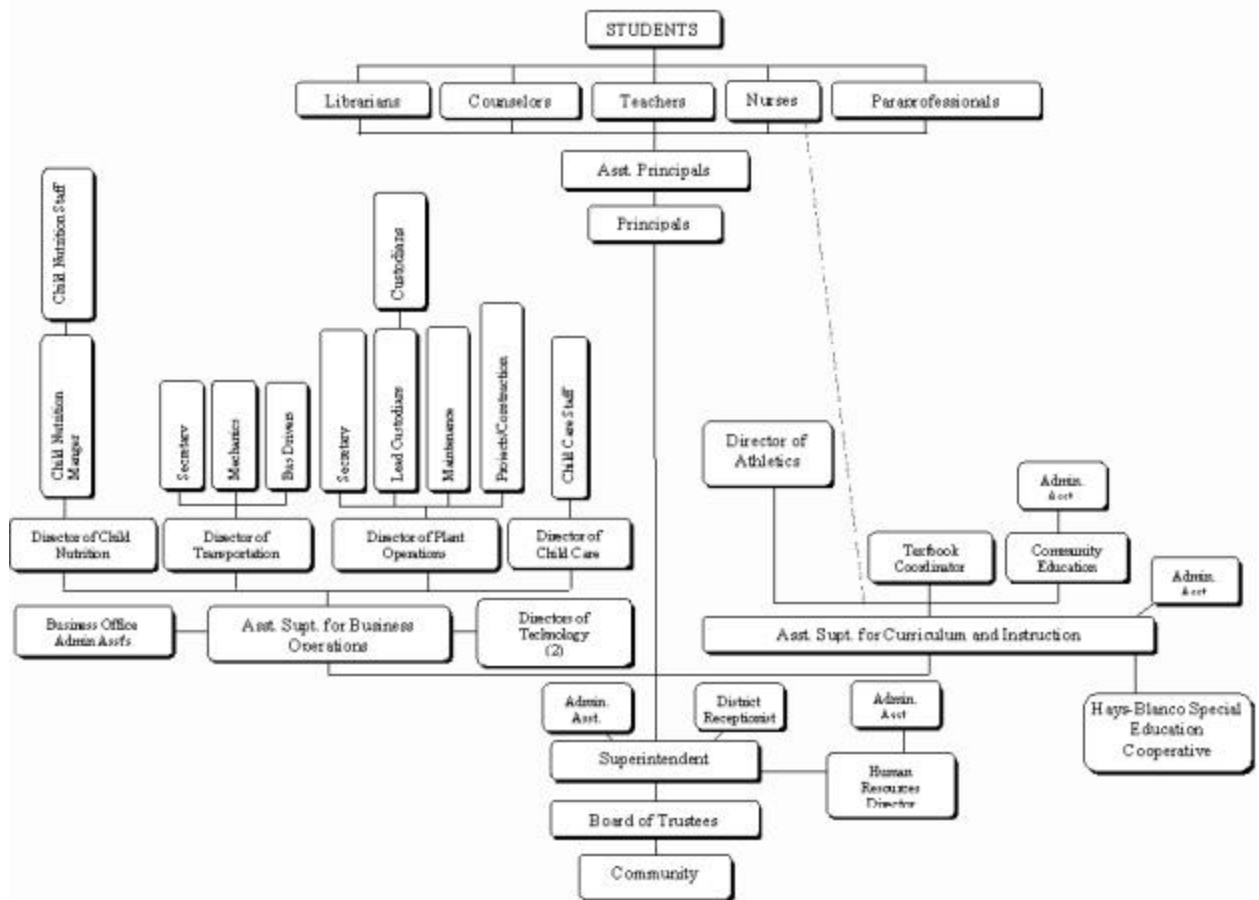 STUDENTS
Librarians
Counselors
Teachers
Nurses
Paraprofessionals
Asst. Principals
Principals
Child Nutrition Staff
Custodians
Child Nutrition
Manger
Secretary
Mechanics
Bus Drivers
Secretary
Lead Custodians
Maintenance
Projects/Construction
Child Care Staff
Director of
Athletics
Admin.
Asst
Director of Child
Nutrition
Director of
Transportation
Director of Plant
Operations
Director of
Child Care
Textbook
Coordinator
Community
Education
Admin.
Asst
Business Office
Admin Asst's
Asst. Supt. for Business
Operations
Directors of
Technology
(2)
Asst. Supt. for Curriculum and Instruction
Admin.
Asst.
District
Receptionist
Admin.
Asst
Hays-Blanco Special
Education
Cooperative
Superintendent
Human
Resources
Director
Board of Trustees
Community